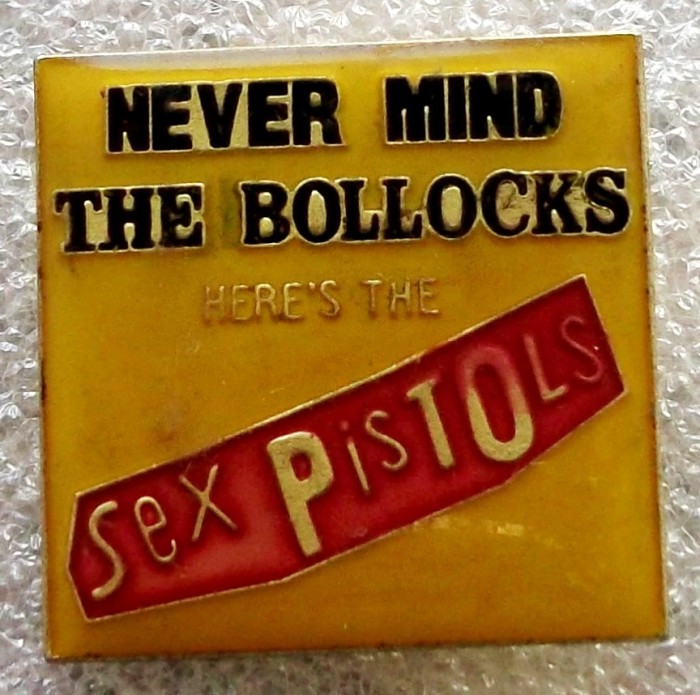 NEVER MIND
THE BOLLOCKS
HERE'S THE
Sex PiSTOLS